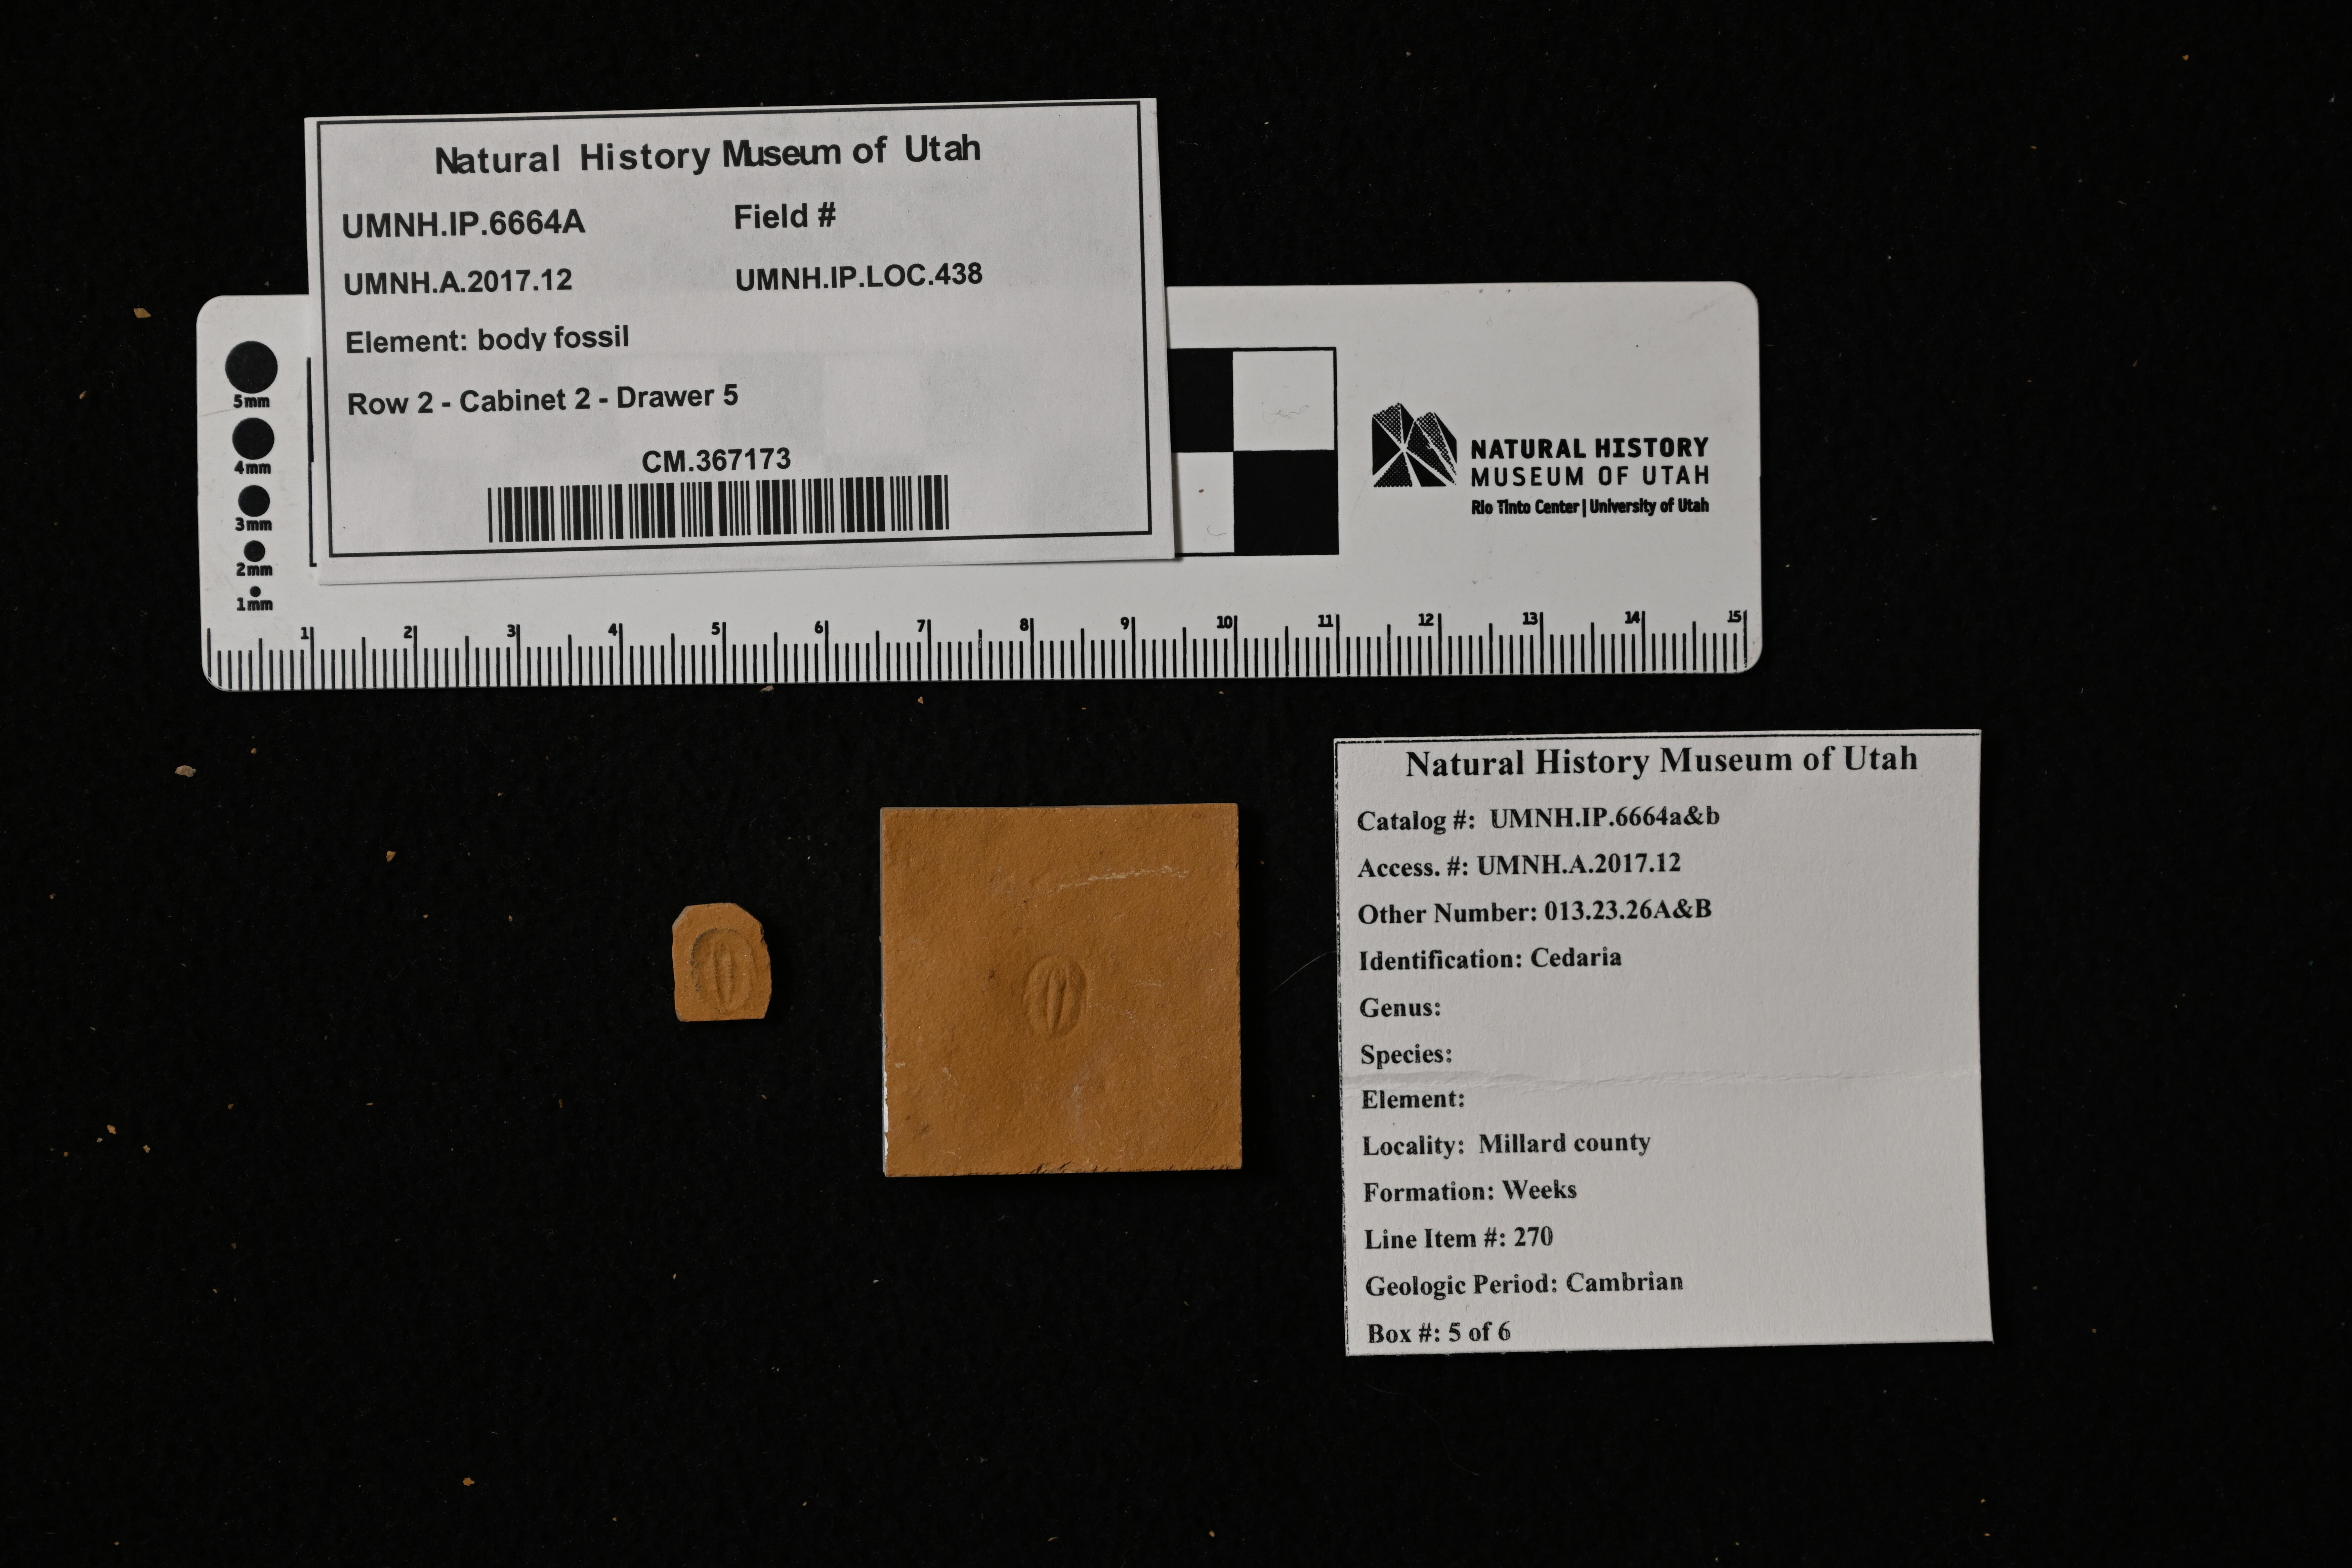 Natural History Museum of Utah
UMNH.IP.6664A Field #
UMNH.A.2017.12 UMNH.IP.LOC.438
Element: body fossil
Row 2 - Cabinet 2 - Drawer 5
CM.367173
5mm
4mm
3mm
2mm
1mm
NATURAL HISTORY
MUSEUM OF UTAH
Rio Tinto Center | University of Utah
1 2 3 4 5 6 7 8 9 10 11 12 13 14 15
Natural History Museum of Utah
Catalog #: UMNH.IP.6664a&b
Access. #: UMNH.A.2017.12
Other Number: 013.23.26A&B
Identification: Cedaria
Genus:
Species:
Element:
Locality: Millard county
Formation: Weeks
Line Item #: 270
Geologic Period: Cambrian
Box #: 5 of 6